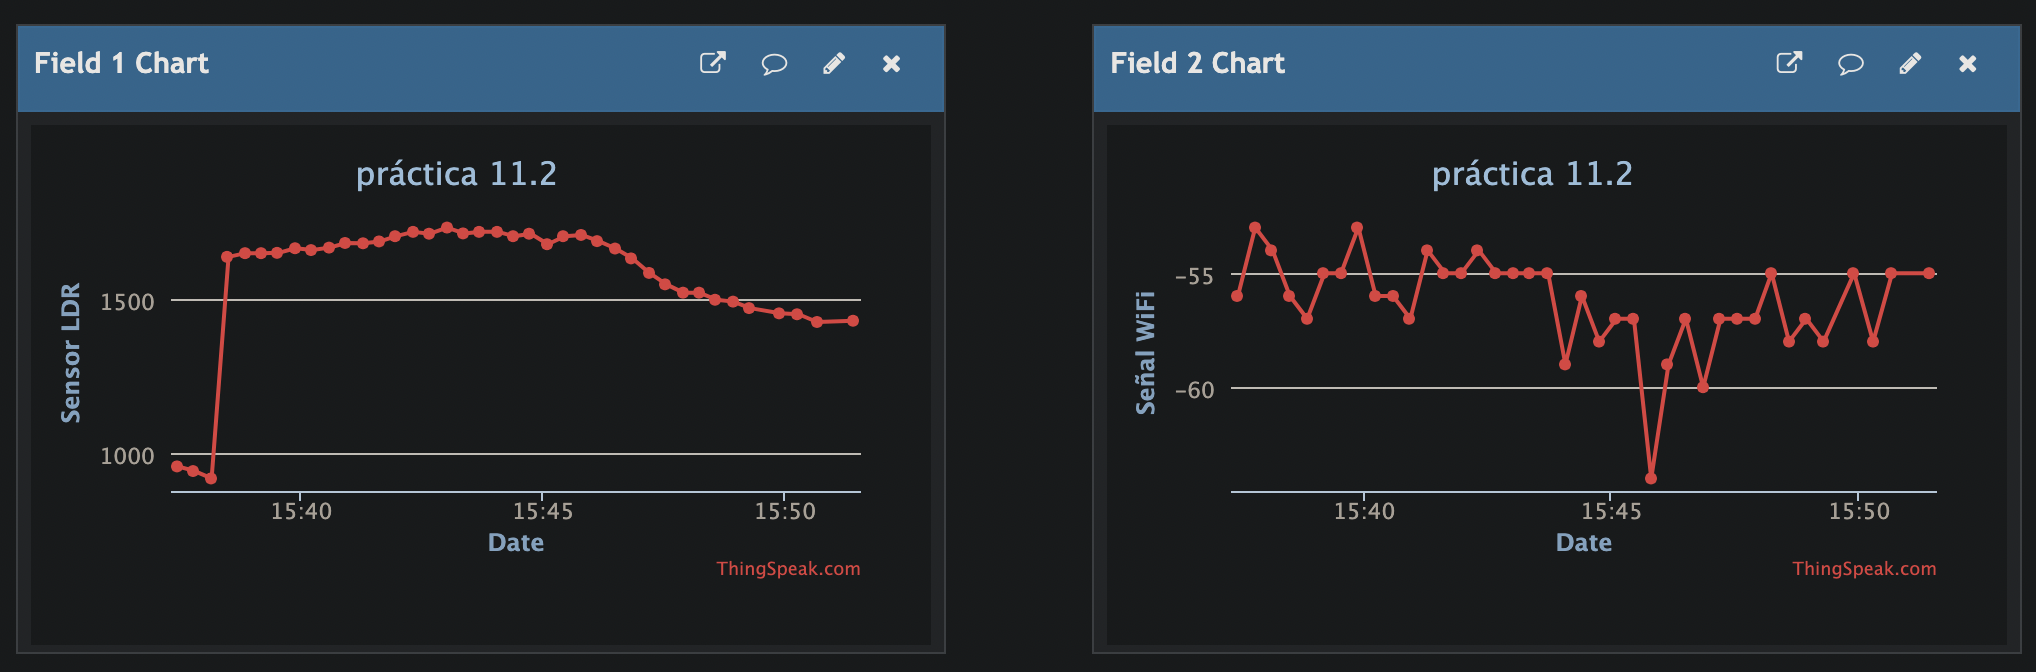 Field 1 Chart
práctica 11.2
Sensor LDR
1500
1000
15:40 15:45 15:50
Date
ThingSpeak.com
Field 2 Chart
práctica 11.2
Señal WiFi
-55
-60
15:40 15:45 15:50
Date
ThingSpeak.com